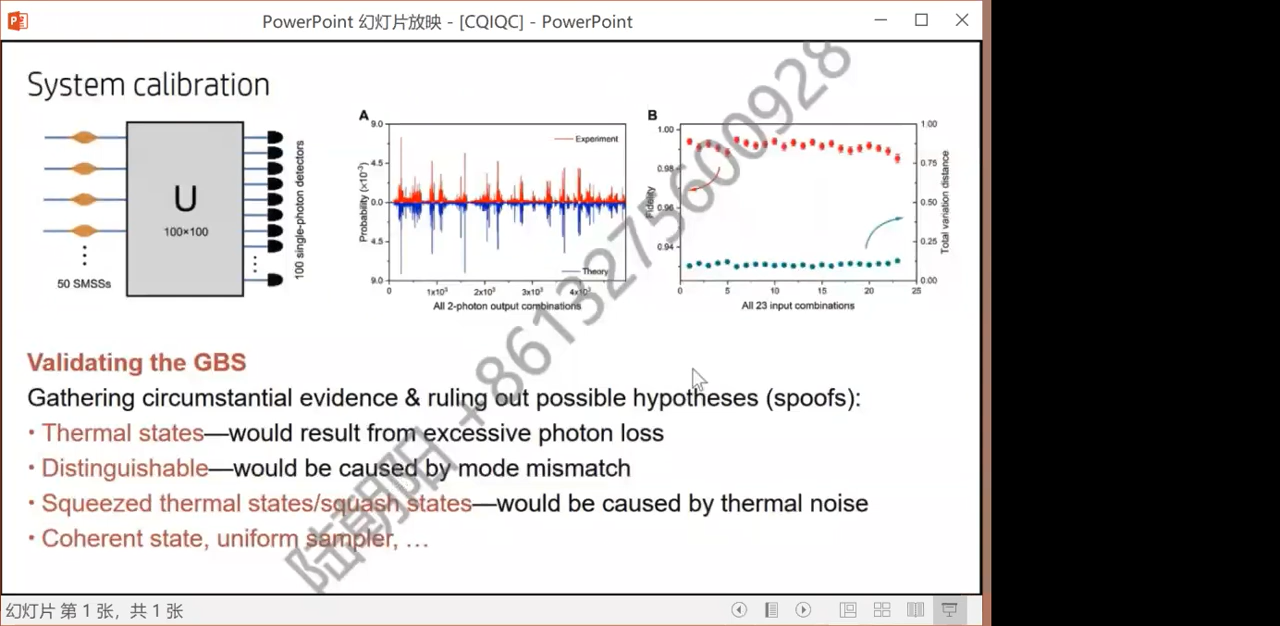 PowerPoint 幻灯片放映 - [CQIQC] - PowerPoint
System calibration
U
100×100
50 SMSSs
100 single-photon detectors
A
9.0
4.5
0.0
4.5
9.0
Probability (×10⁻³)
Experiment
Theory
0 1x10³ 2x10³ 3x10³ 4x10³
All 2-photon output combinations
B
1.00
0.98
0.96
0.94
Fidelity
1.00
0.75
0.50
0.25
0.00
Total variation distance
0 5 10 15 20 25
All 23 input combinations
Validating the GBS
Gathering circumstantial evidence & ruling out possible hypotheses (spoofs):
• Thermal states—would result from excessive photon loss
• Distinguishable—would be caused by mode mismatch
• Squeezed thermal states/squash states—would be caused by thermal noise
• Coherent state, uniform sampler, …
陆朝阳 +8613275600928
幻灯片 第 1 张，共 1 张